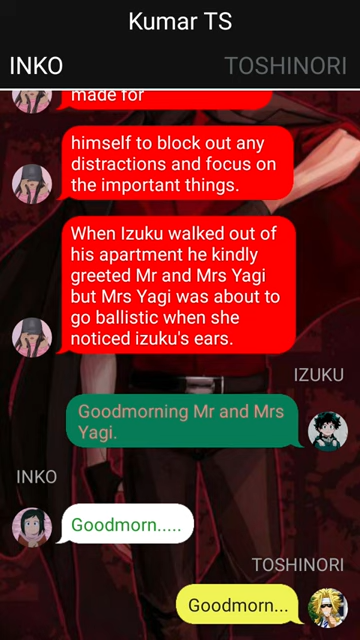 Kumar TS
INKO TOSHINORI
made for
himself to block out any
distractions and focus on
the important things.
When Izuku walked out of
his apartment he kindly
greeted Mr and Mrs Yagi
but Mrs Yagi was about to
go ballistic when she
noticed izuku's ears.
IZUKU
Goodmorning Mr and Mrs
Yagi.
INKO
Goodmorn.....
TOSHINORI
Goodmorn...